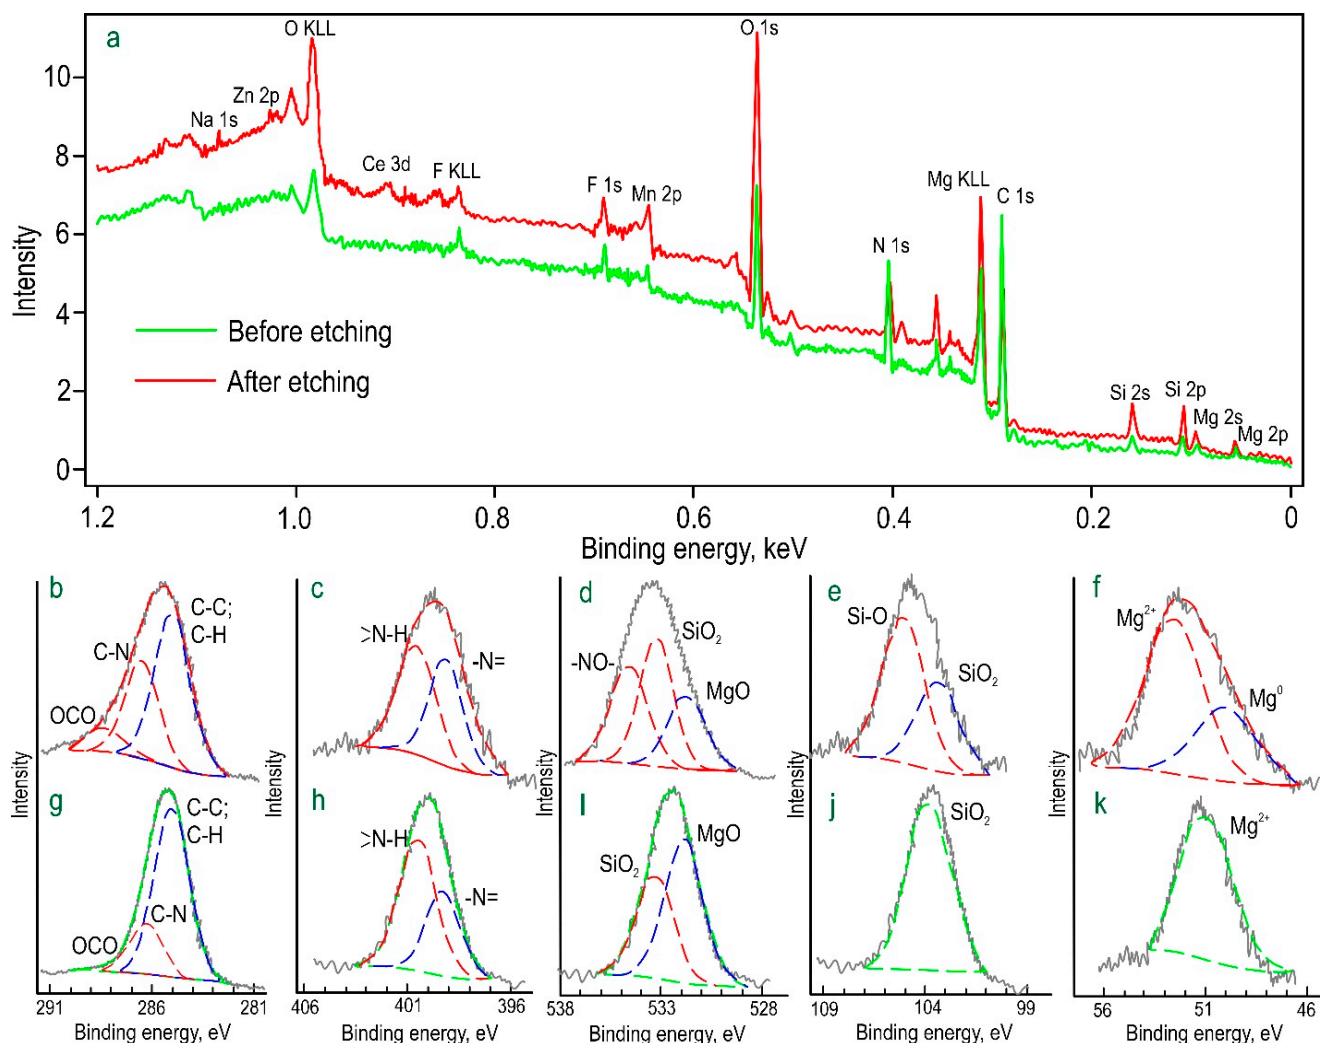 a
O KLL
O 1s
10
Zn 2p
Na 1s
8
Ce 3d
F KLL
F 1s
Mn 2p
Mg KLL
C 1s
6
N 1s
Intensity
4
Before etching
After etching
2
Si 2s
Si 2p
Mg 2s
Mg 2p
0
1.2
1.0
0.8
0.6
0.4
0.2
0
Binding energy, keV
b
C-C;
C-H
C-N
OCO
Intensity
c
>N-H
-N=
Intensity
d
SiO2
-NO-
MgO
Intensity
e
Si-O
SiO2
Intensity
f
Mg2+
Mg0
Intensity
g
C-C;
C-H
C-N
OCO
291
286
281
Binding energy, eV
h
>N-H
-N=
406
401
396
Binding energy, eV
I
MgO
SiO2
538
533
528
Binding energy, eV
j
SiO2
109
104
99
Binding energy, eV
k
Mg2+
56
51
46
Binding energy, eV